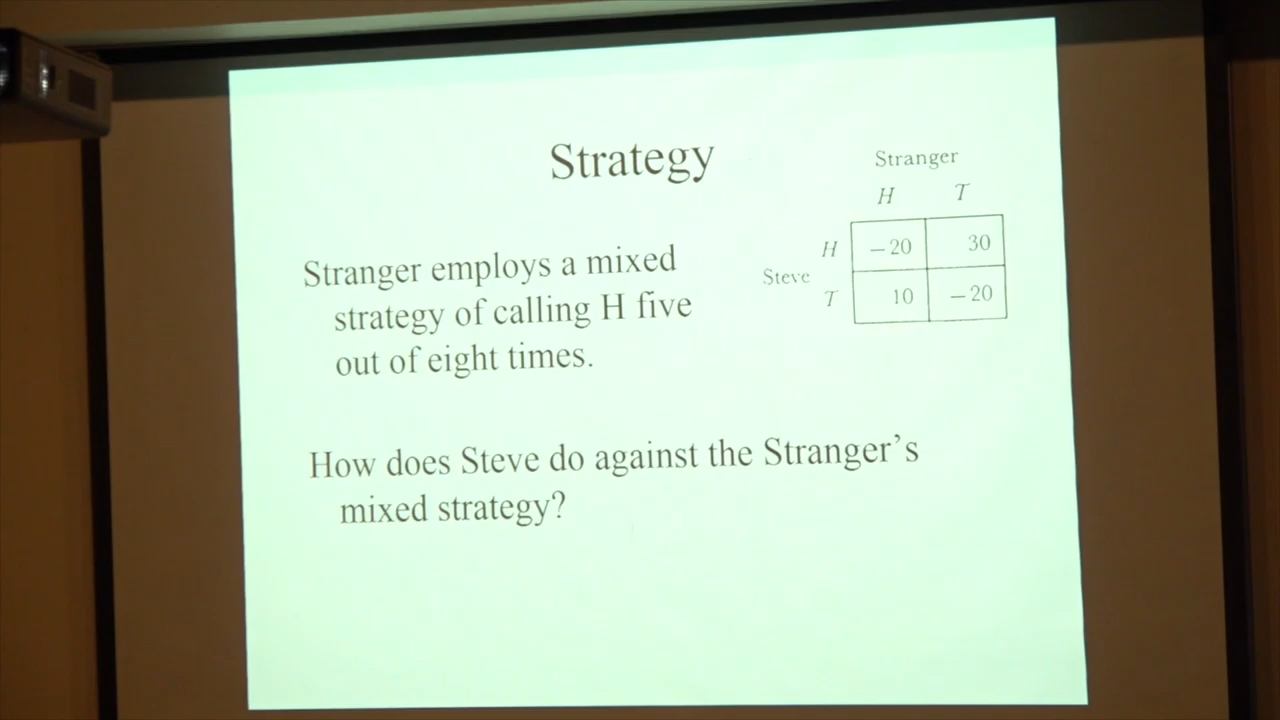 Strategy
Stranger
H T
Stranger employs a mixed
strategy of calling H five
out of eight times.
H −20 30
Steve
T 10 −20
How does Steve do against the Stranger’s
mixed strategy?